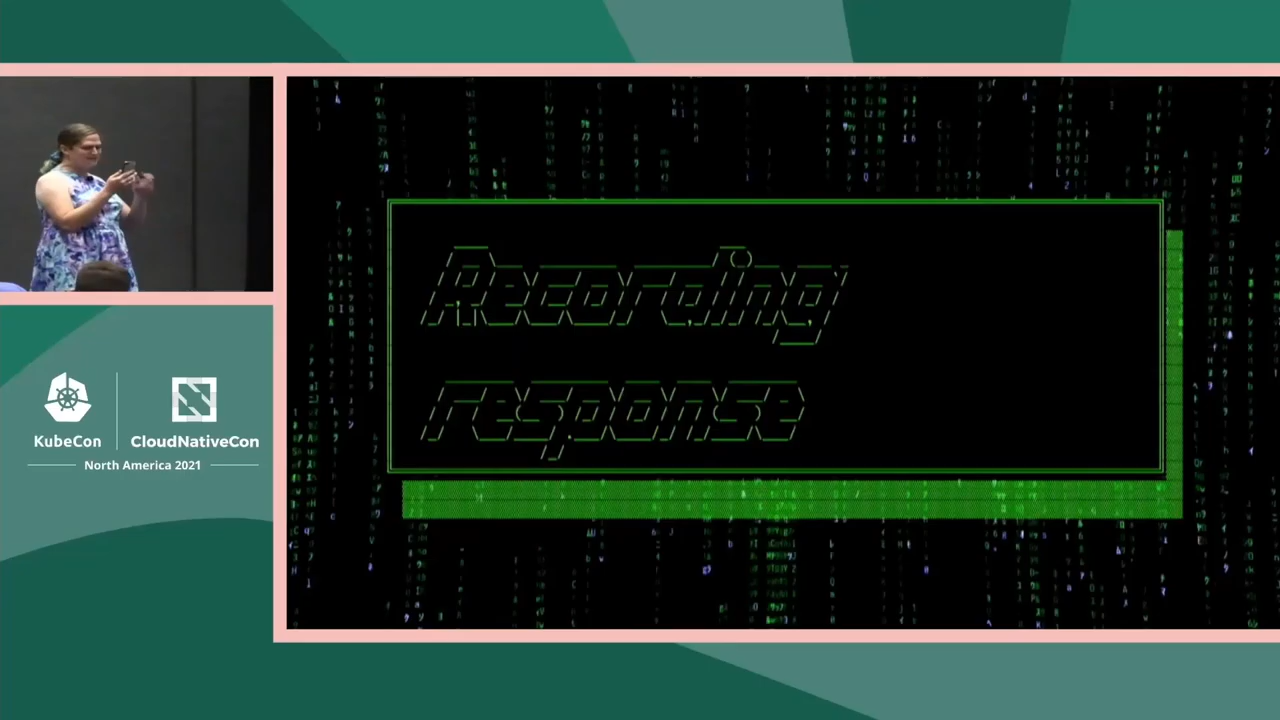 Recording
response
KubeCon
CloudNativeCon
North America 2021